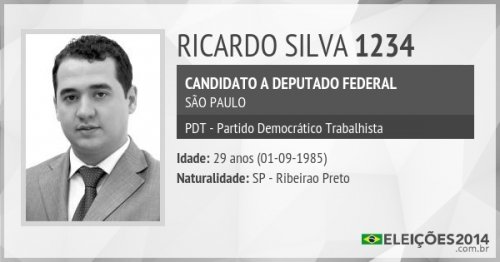 RICARDO SILVA 1234
CANDIDATO A DEPUTADO FEDERAL
SÃO PAULO
PDT - Partido Democrático Trabalhista
Idade: 29 anos (01-09-1985)
Naturalidade: SP - Ribeirao Preto
ELEIÇÕES2014
.com.br